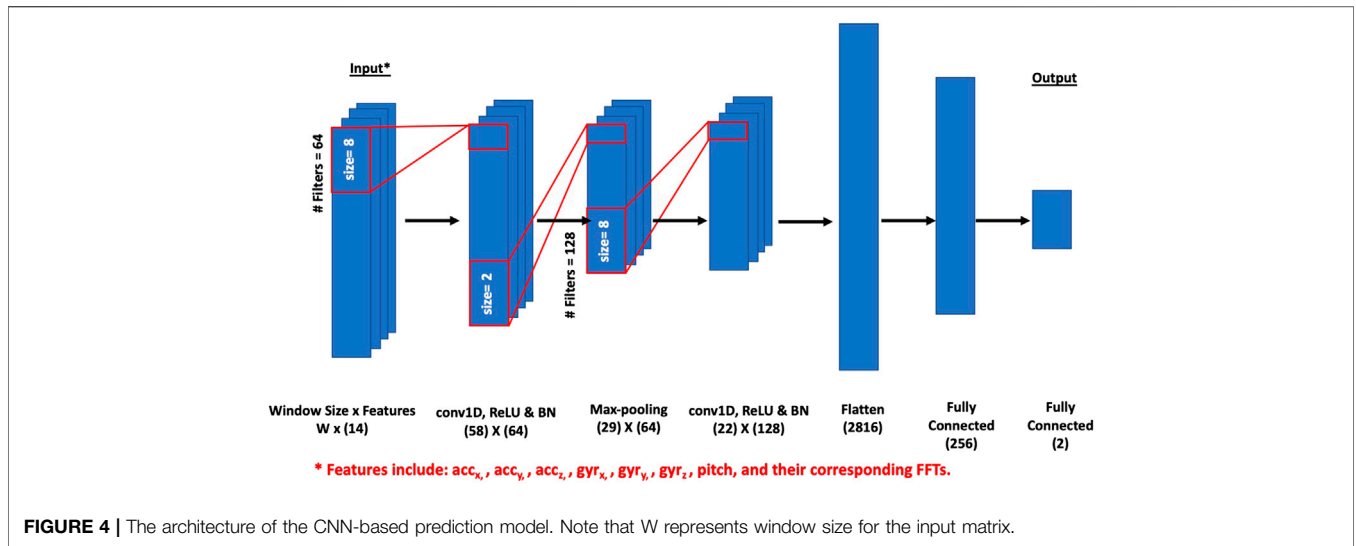 Input*
Output
# Filters = 64
size= 8
size= 2
# Filters = 128
size= 8
Window Size x Features
W x (14)
conv1D, ReLU & BN
(58) X (64)
Max-pooling
(29) X (64)
conv1D, ReLU & BN
(22) X (128)
Flatten
(2816)
Fully
Connected
(256)
Fully
Connected
(2)
* Features include: accx, , accy, , accz, , gyrx, , gyry, , gyrz , pitch, and their corresponding FFTs.
FIGURE 4 | The architecture of the CNN-based prediction model. Note that W represents window size for the input matrix.